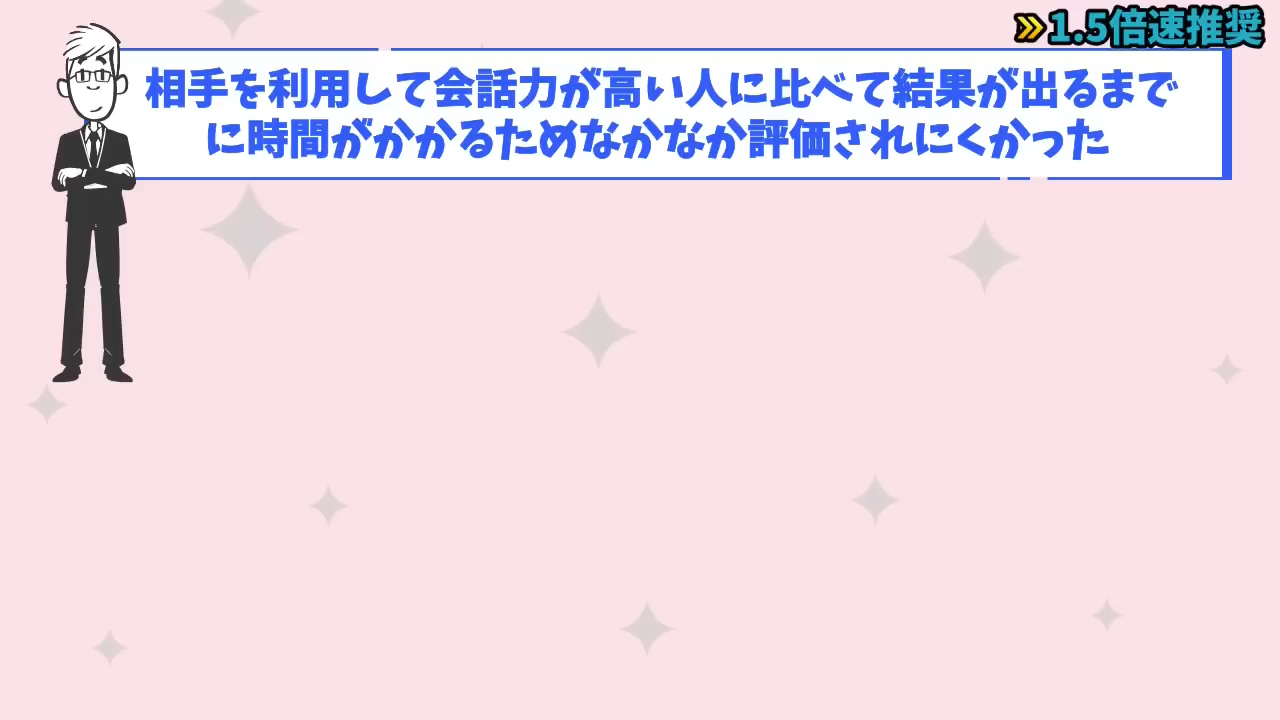 1.5倍速推奨
相手を利用して会話力が高い人に比べて結果が出るまで
に時間がかかるためなかなか評価されにくかった